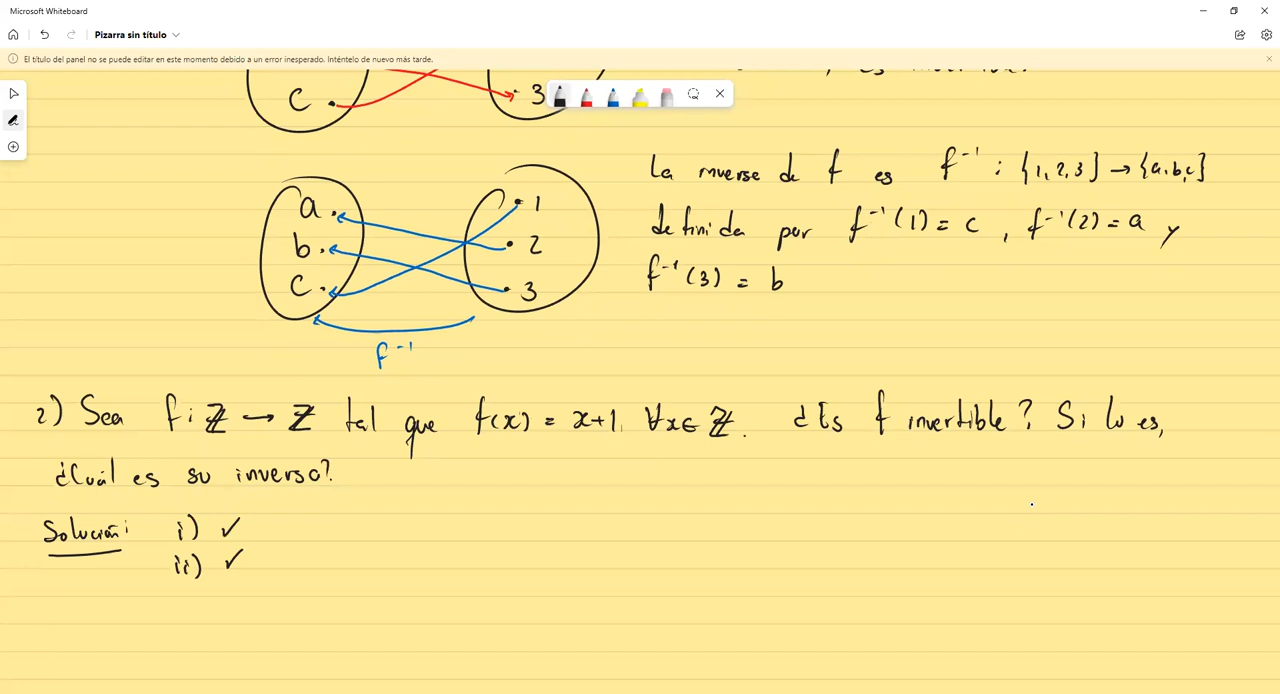 Microsoft Whiteboard
Pizarra sin título
El título del panel no se puede editar en este momento debido a un error inesperado. Inténtelo de nuevo más tarde.
c 3
a 1
b 2
c 3
f⁻¹
La inverse de f es f⁻¹ : {1, 2, 3} → {a, b, c}
definida por f⁻¹(1) = c , f⁻¹(2) = a y
f⁻¹(3) = b
2) Sea f: ℤ → ℤ tal que f(x) = x+1, ∀x∈ ℤ. ¿Es f invertible? Si lo es,
¿Cuál es su inverso?
Solución: i) ✓
ii) ✓